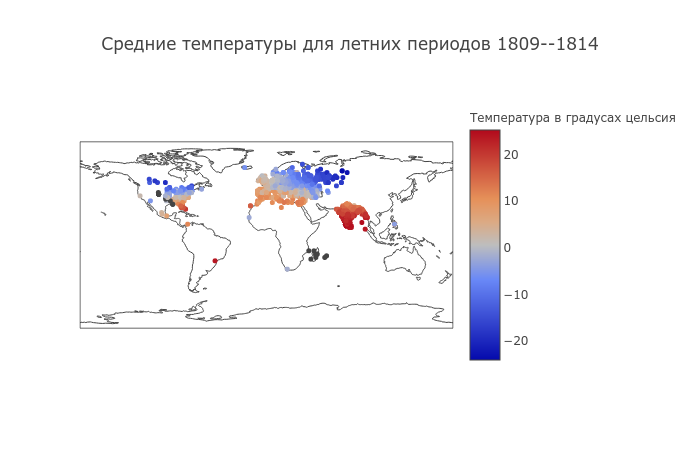 Средние температуры для летних периодов 1809--1814
Температура в градусах цельсия
20
10
0
−10
−20